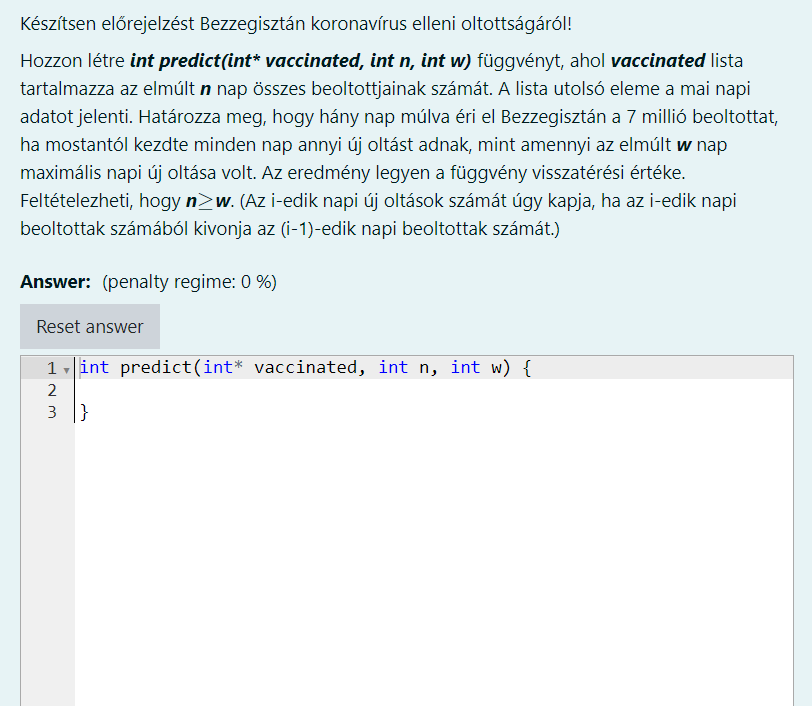 Készítsen előrejelzést Bezzegisztán koronavírus elleni oltottságáról!
Hozzon létre int predict(int* vaccinated, int n, int w) függvényt, ahol vaccinated lista
tartalmazza az elmúlt n nap összes beoltottjainak számát. A lista utolsó eleme a mai napi
adatot jelenti. Határozza meg, hogy hány nap múlva éri el Bezzegisztán a 7 millió beoltottat,
ha mostantól kezdte minden nap annyi új oltást adnak, mint amennyi az elmúlt w nap
maximális napi új oltása volt. Az eredmény legyen a függvény visszatérési értéke.
Feltételezheti, hogy n≥w. (Az i-edik napi új oltások számát úgy kapja, ha az i-edik napi
beoltottak számából kivonja az (i-1)-edik napi beoltottak számát.)
Answer: (penalty regime: 0 %)
Reset answer
1 int predict(int* vaccinated, int n, int w) {
2
3 }